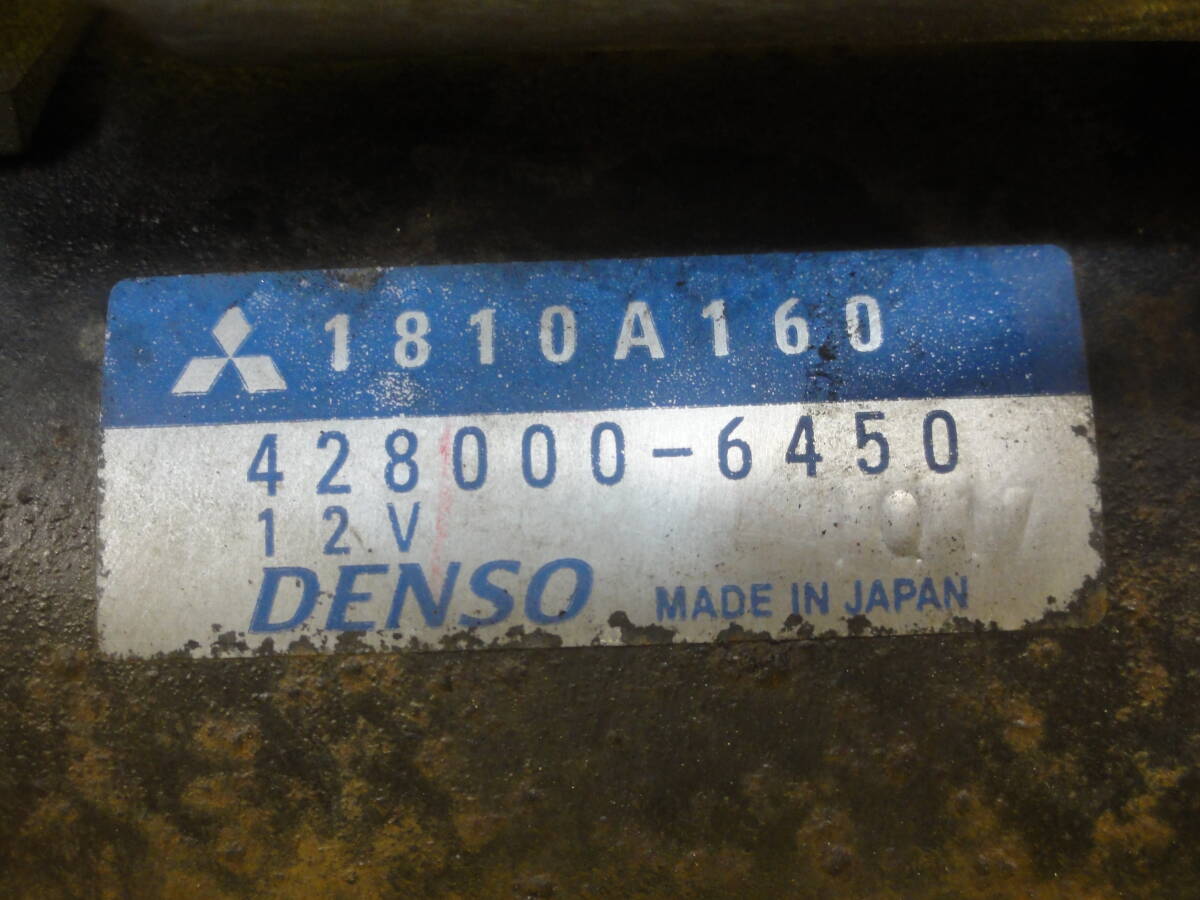 1810A160
428000-6450
12V
DENSO MADE IN JAPAN